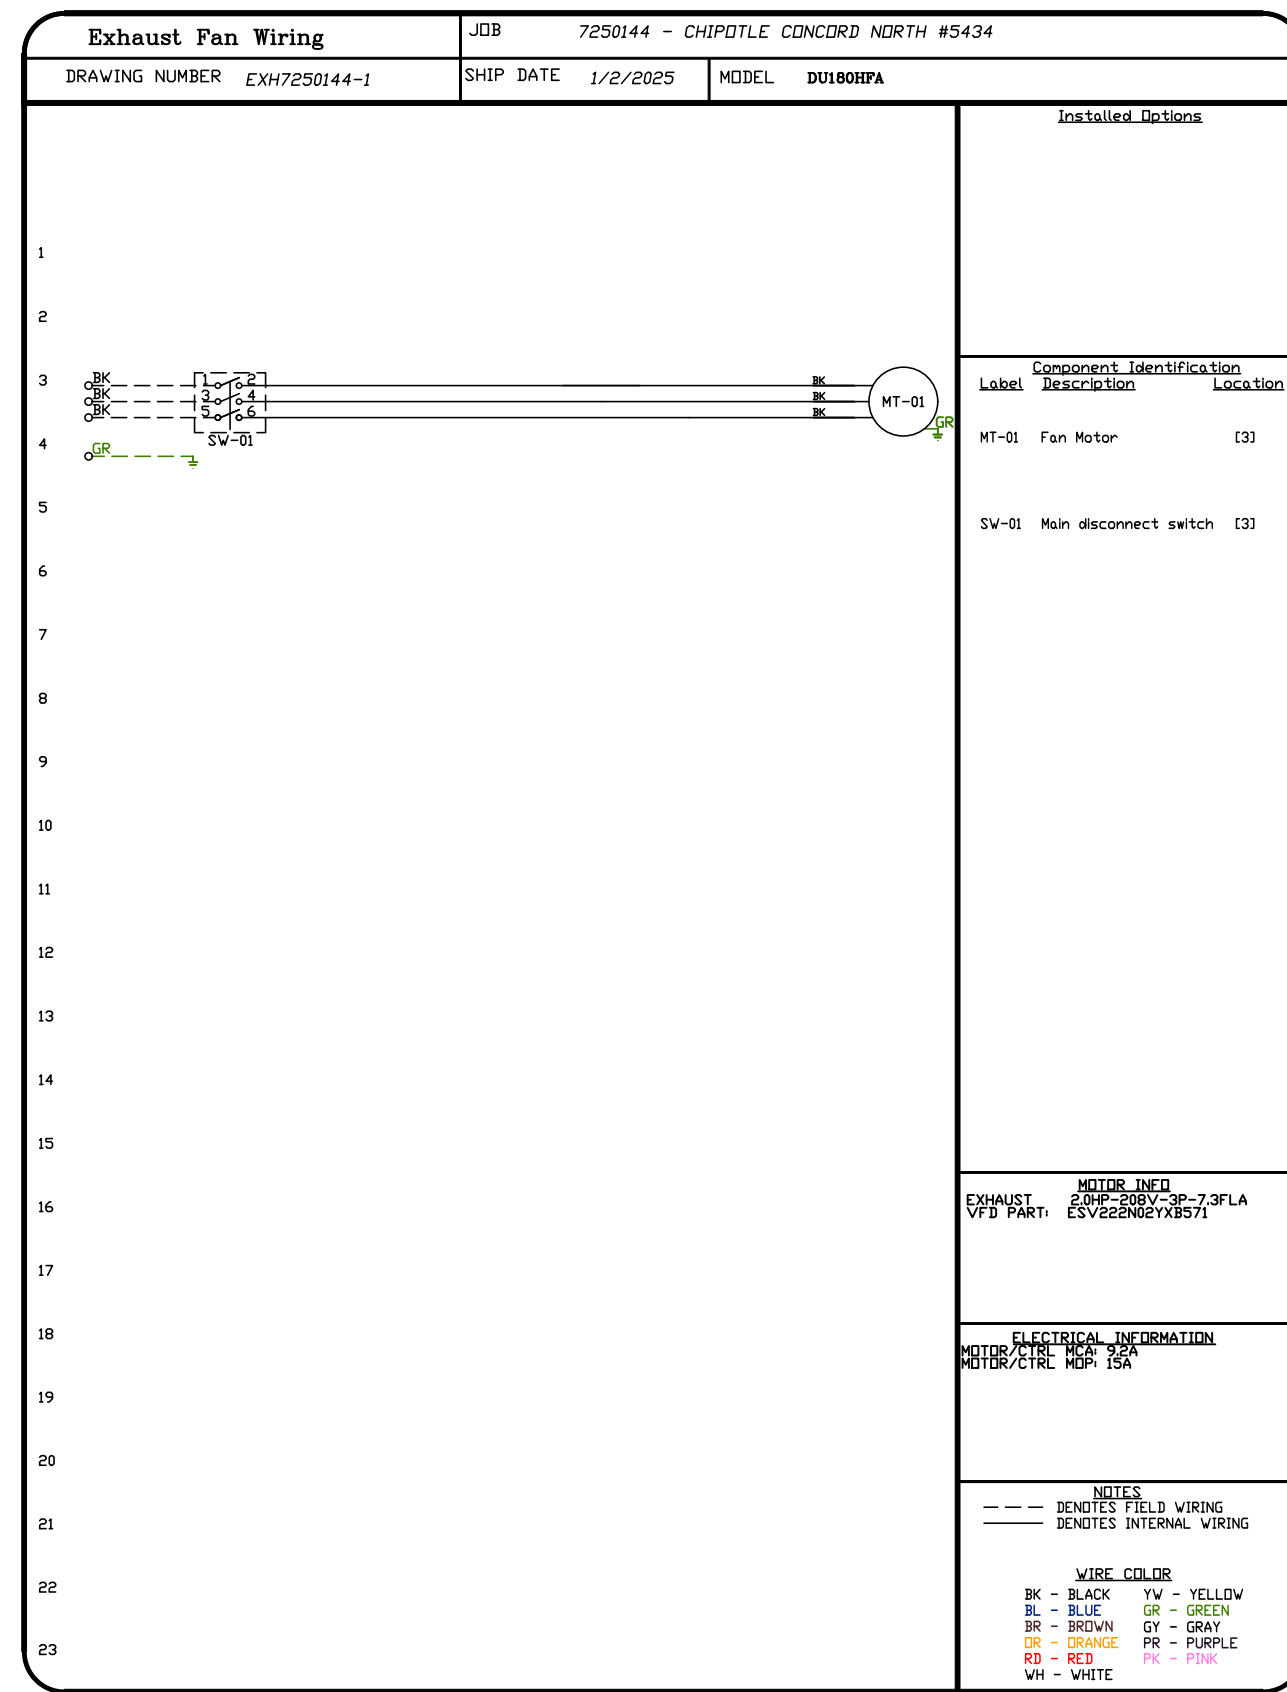 Exhaust Fan Wiring
JOB 7250144 - CHIPOTLE CONCORD NORTH #5434
DRAWING NUMBER EXH7250144-1
SHIP DATE 1/2/2025
MODEL DU180HFA
Installed Options
1
2
3
BK 1 2 BK
BK 3 4 BK
BK 5 6 BK
MT-01
GR
SW-01
4
GR
5
6
7
8
9
10
11
12
13
14
15
16
17
18
19
20
21
22
23
Component Identification
Label Description Location
MT-01 Fan Motor [3]
SW-01 Main disconnect switch [3]
MOTOR INFO
EXHAUST 2.0HP-208V-3P-7.3FLA
VFD PART: ESV222N02YXB571
ELECTRICAL INFORMATION
MOTOR/CTRL MCA: 9.2A
MOTOR/CTRL MOP: 15A
NOTES
DENOTES FIELD WIRING
DENOTES INTERNAL WIRING
WIRE COLOR
BK - BLACK YW - YELLOW
BL - BLUE GR - GREEN
BR - BROWN GY - GRAY
OR - ORANGE PR - PURPLE
RD - RED PK - PINK
WH - WHITE